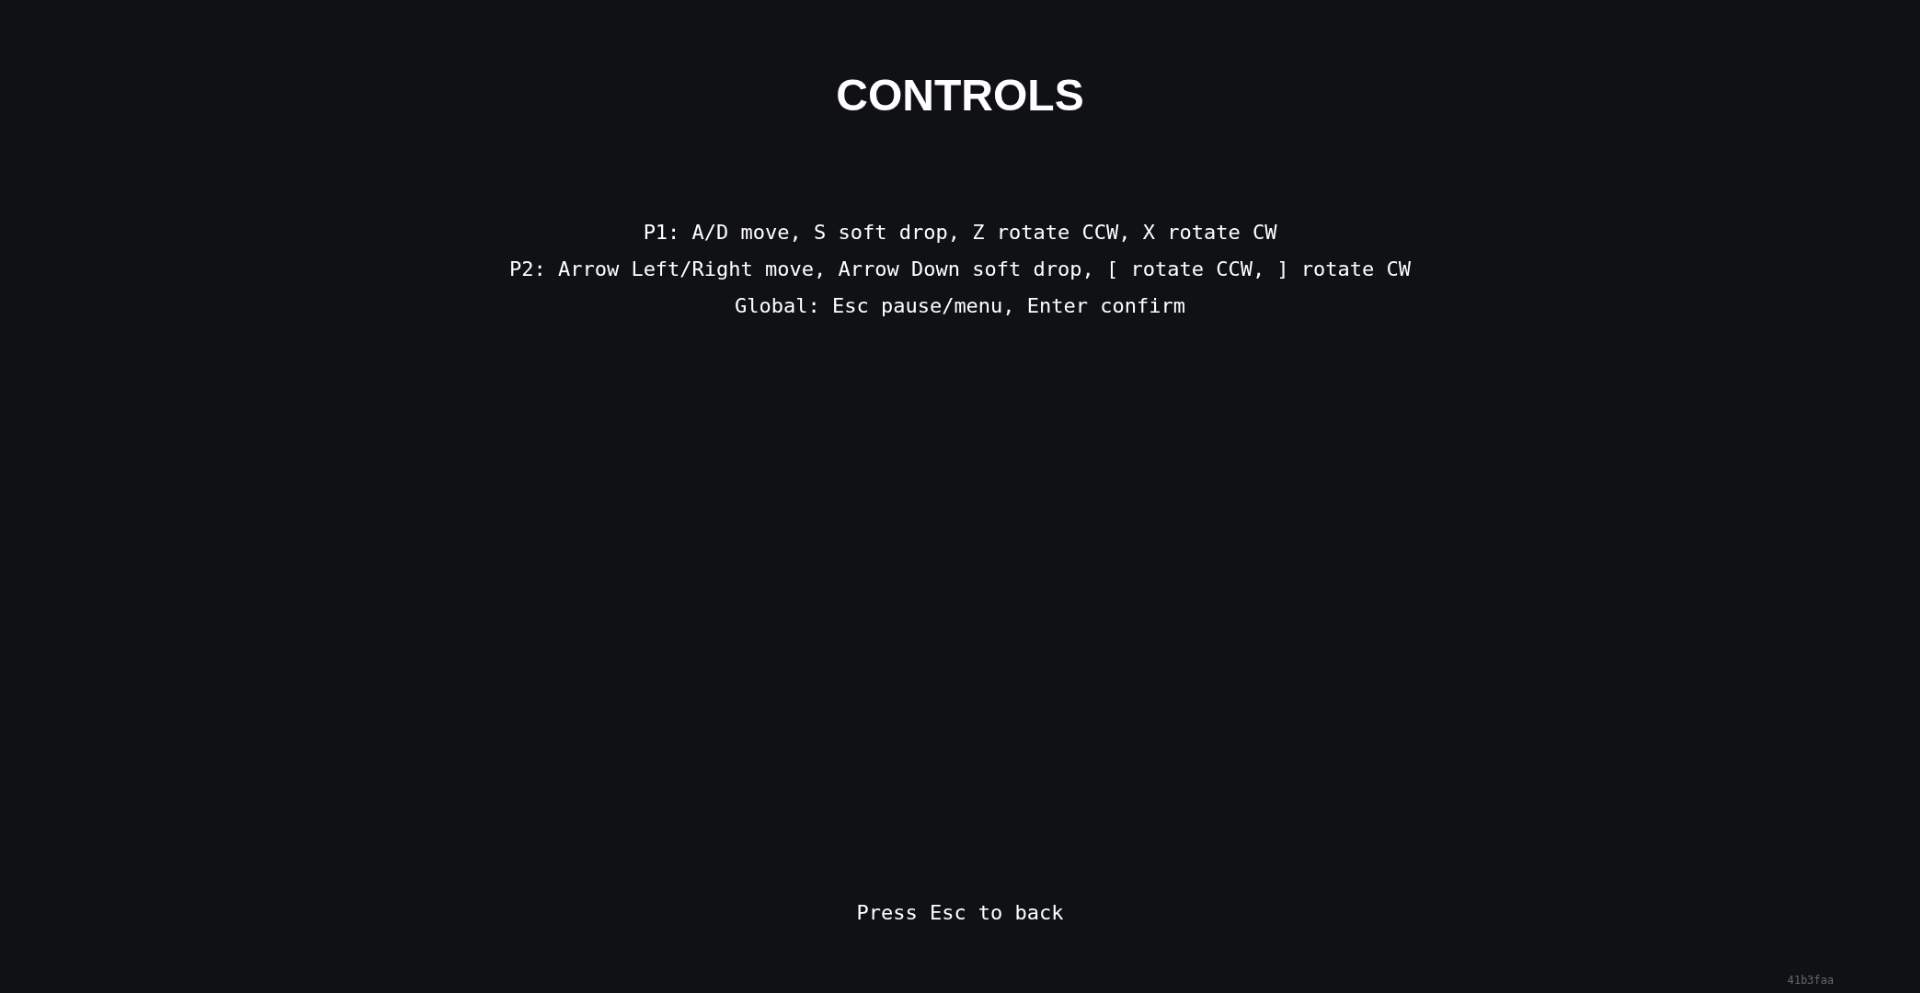 CONTROLS
P1: A/D move, S soft drop, Z rotate CCW, X rotate CW
P2: Arrow Left/Right move, Arrow Down soft drop, [ rotate CCW, ] rotate CW
Global: Esc pause/menu, Enter confirm
Press Esc to back
41b3faa